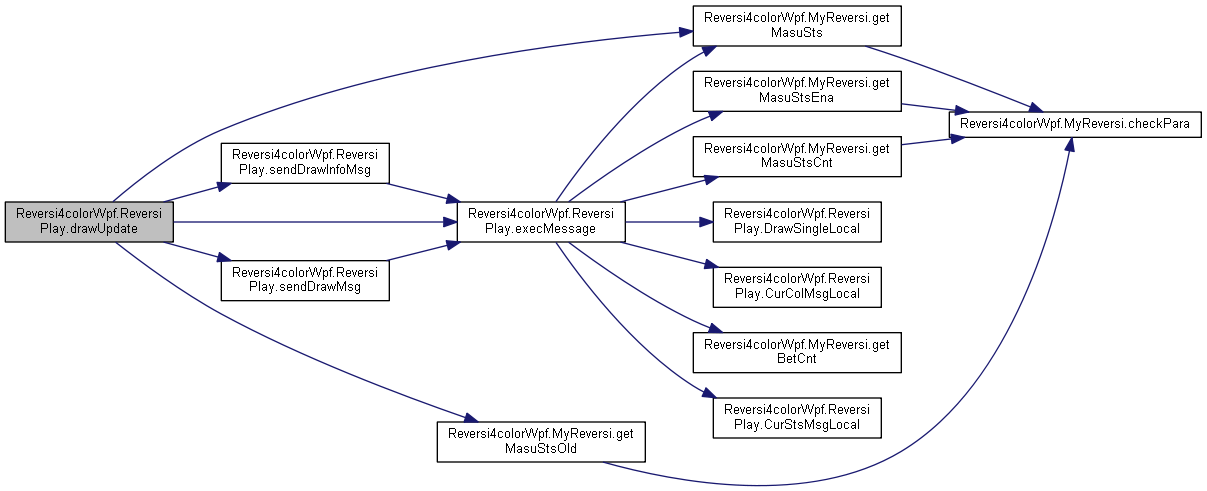 Reversi4colorWpf.Reversi
Play.drawUpdate
Reversi4colorWpf.Reversi
Play.sendDrawInfoMsg
Reversi4colorWpf.Reversi
Play.sendDrawMsg
Reversi4colorWpf.MyReversi.get
MasuStsOld
Reversi4colorWpf.Reversi
Play.execMessage
Reversi4colorWpf.MyReversi.get
MasuSts
Reversi4colorWpf.MyReversi.get
MasuStsEna
Reversi4colorWpf.MyReversi.get
MasuStsCnt
Reversi4colorWpf.Reversi
Play.DrawSingleLocal
Reversi4colorWpf.Reversi
Play.CurColMsgLocal
Reversi4colorWpf.MyReversi.get
BetCnt
Reversi4colorWpf.Reversi
Play.CurStsMsgLocal
Reversi4colorWpf.MyReversi.checkPara